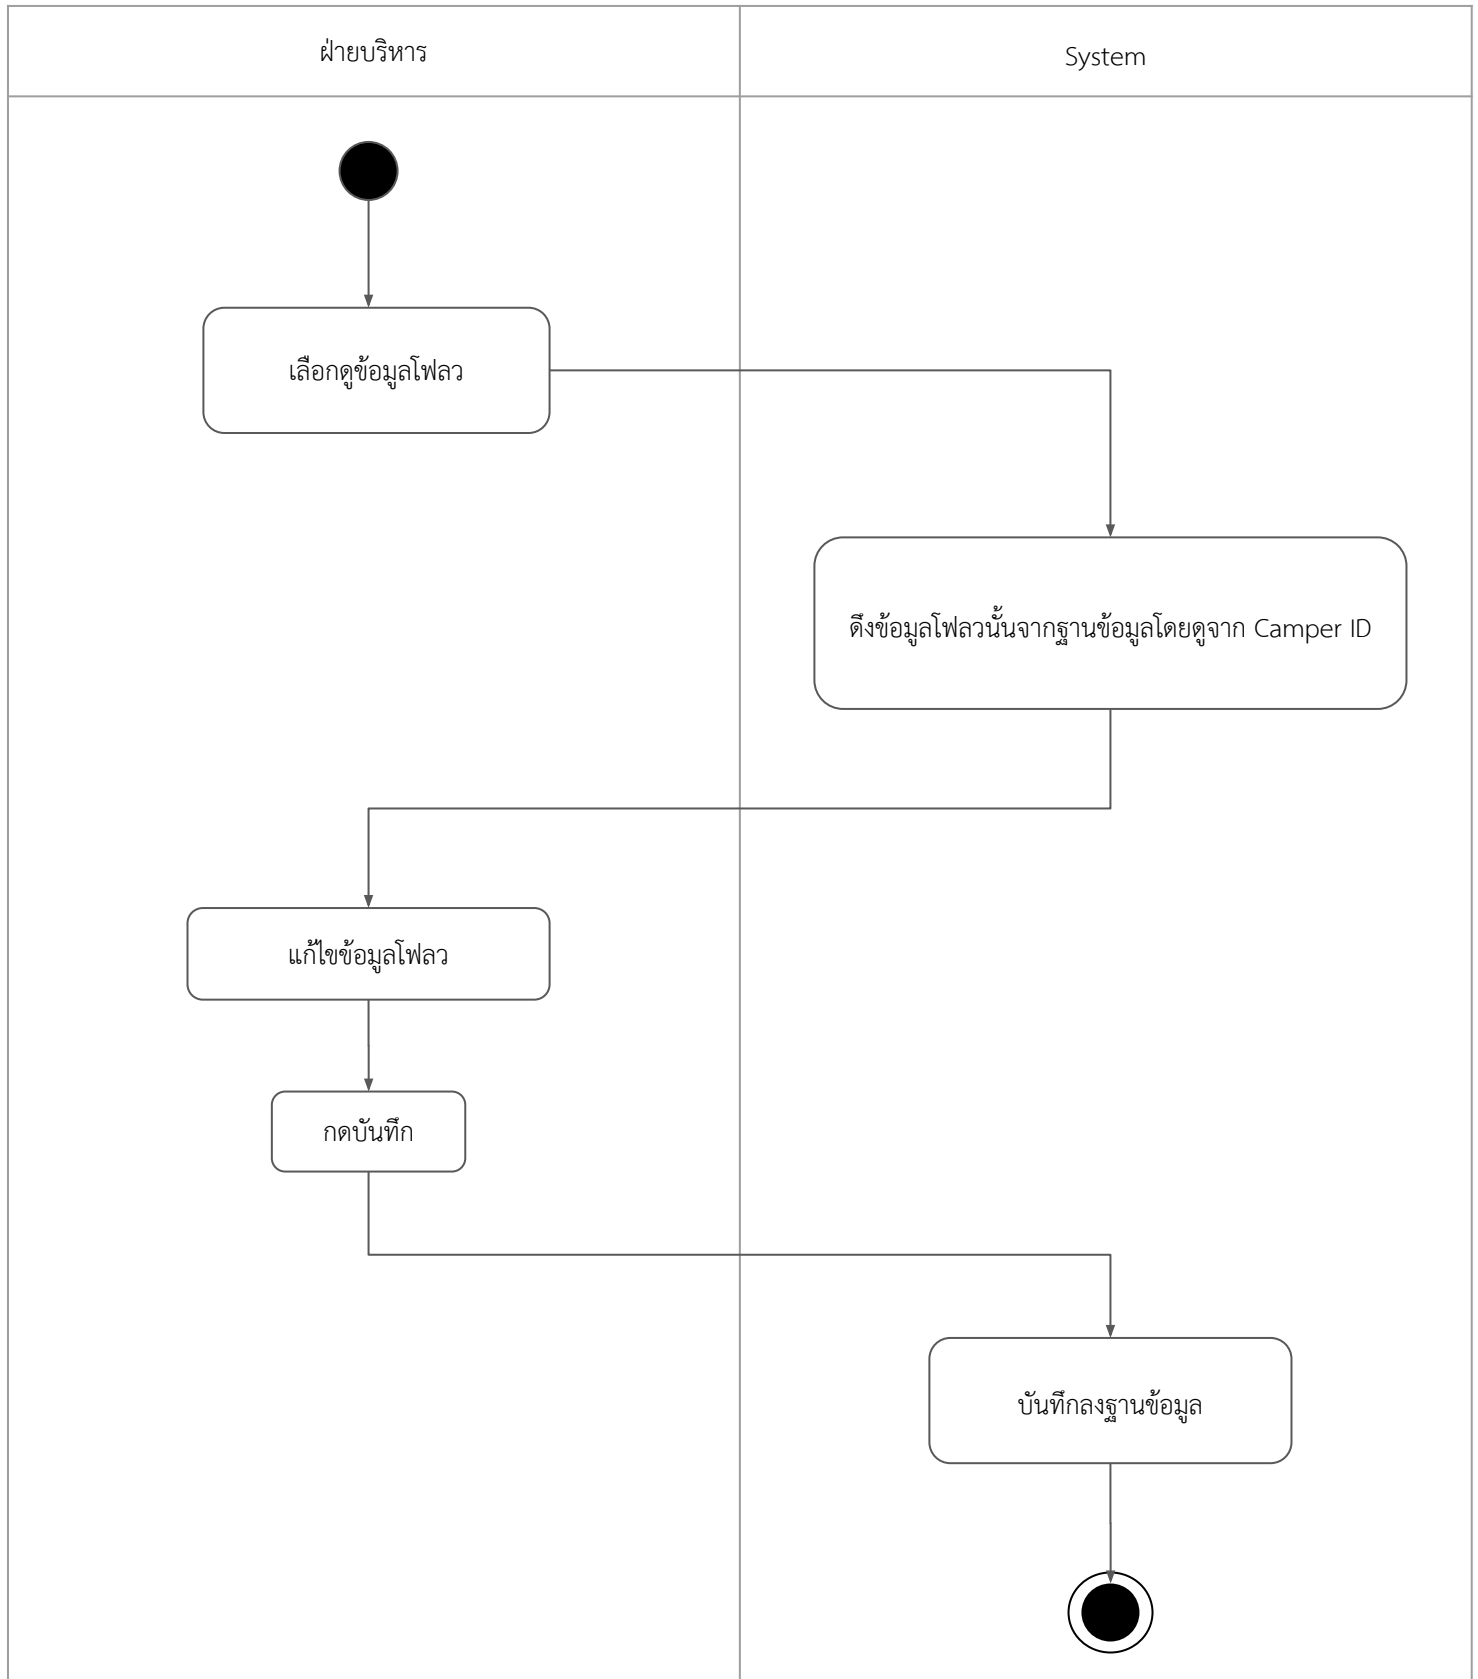 ฝ่ายบริหาร
System
เลือกดูข้อมูลโฟลว
ดึงข้อมูลโฟลวนั้นจากฐานข้อมูลโดยดูจาก Camper ID
แก้ไขข้อมูลโฟลว
กดบันทึก
บันทึกลงฐานข้อมูล